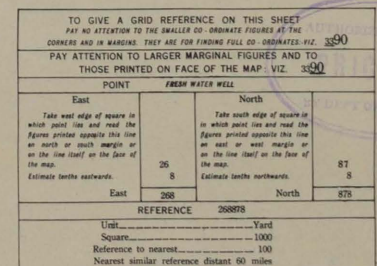 TO GIVE A GRID REFERENCE ON THIS SHEET
PAY NO ATTENTION TO THE SMALLER CO-ORDINATE FIGURES AT THE
CORNERS AND IN MARGINS. THEY ARE FOR FINDING FULL CO-ORDINATES:-VIZ. 3390
PAY ATTENTION TO LARGER MARGINAL FIGURES AND TO
THOSE PRINTED ON FACE OF THE MAP: VIZ. 3390
POINT FRESH WATER WELL
East
Take west edge of square in
which point lies and read the
figures printed opposite this line
on north or south margin or
on the line itself on the face of
the map. 26
Estimate tenths eastwards. 8
East 268
North
Take south edge of square in
in which point lies and read the
figures printed opposite this line
on east or west margin or
on the line itself on the face of
the map. 87
Estimate tenths northwards. 8
North 878
REFERENCE 268878
Unit Yard
Square 1000
Reference to nearest 100
Nearest similar reference distant 60 miles